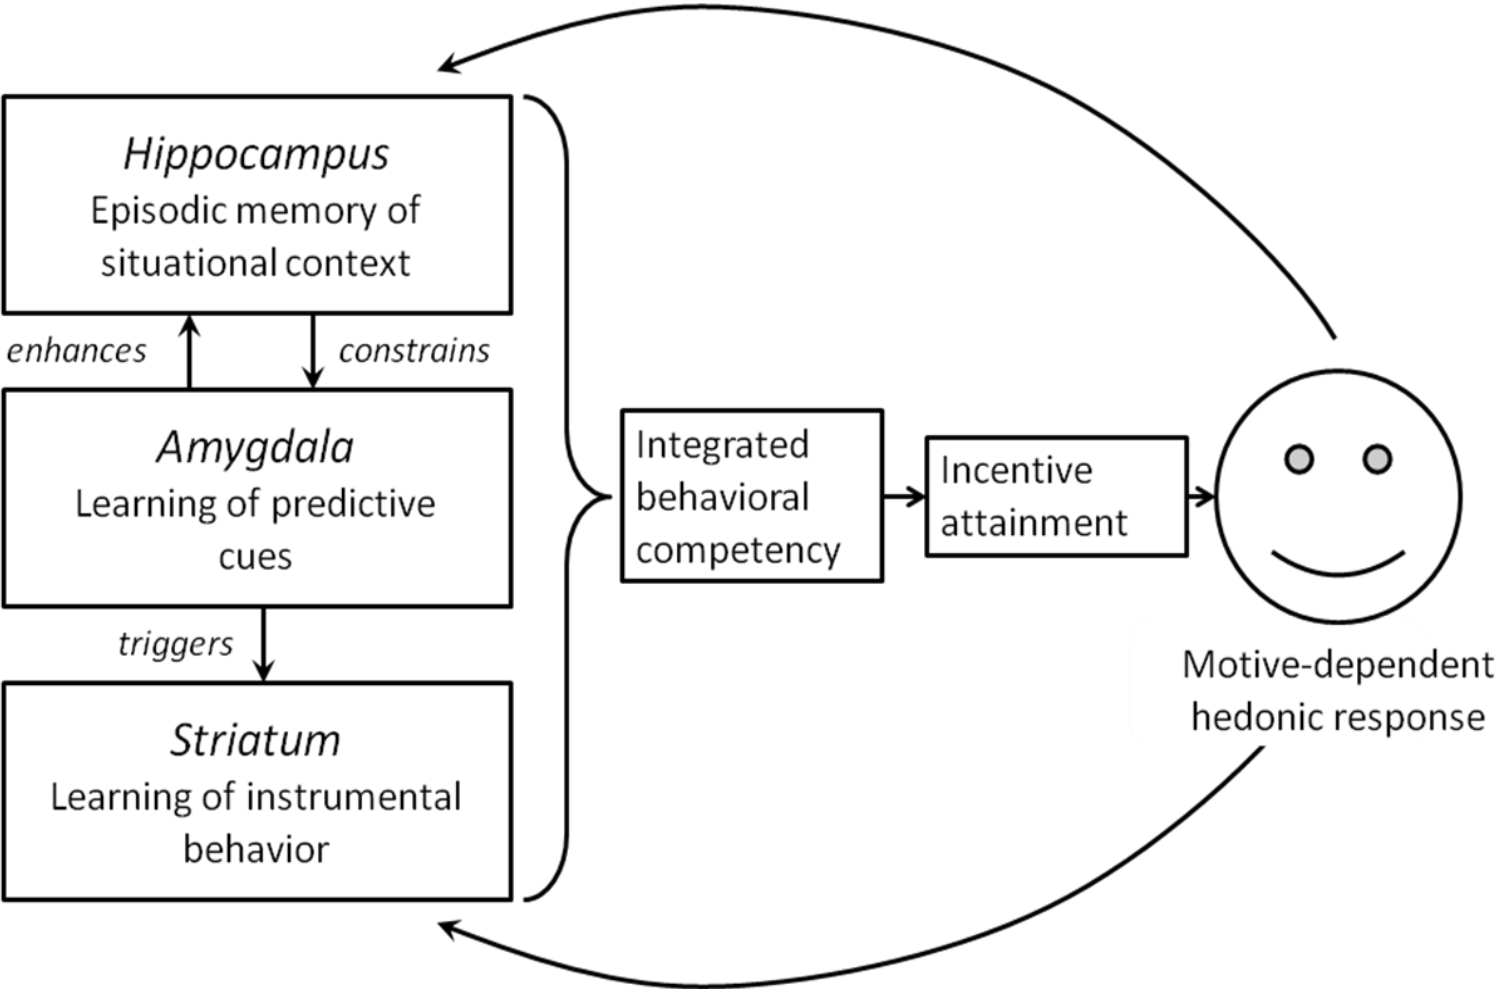 Hippocampus
Episodic memory of
situational context
enhances
constrains
Amygdala
Learning of predictive
cues
triggers
Striatum
Learning of instrumental
behavior
Integrated
behavioral
competency
Incentive
attainment
Motive-dependent
hedonic response